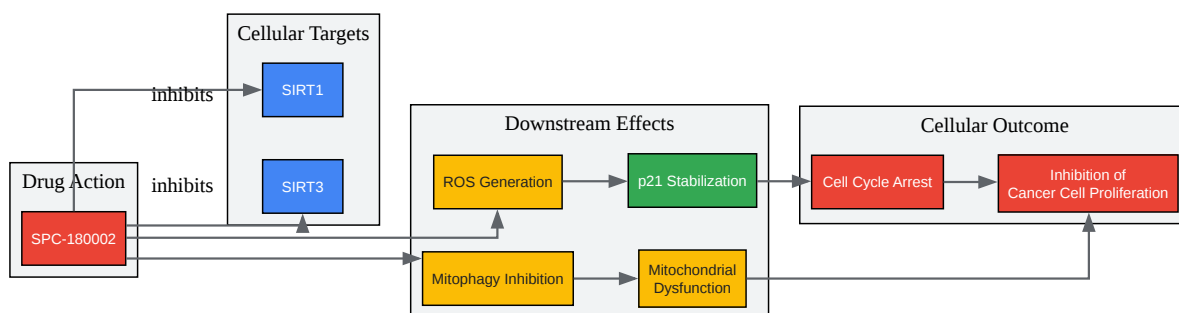 Cellular Targets
inhibits
SIRT1
Drug Action
inhibits
SIRT3
SPC-180002
Downstream Effects
ROS Generation
p21 Stabilization
Mitophagy Inhibition
Mitochondrial
Dysfunction
Cellular Outcome
Cell Cycle Arrest
Inhibition of
Cancer Cell Proliferation